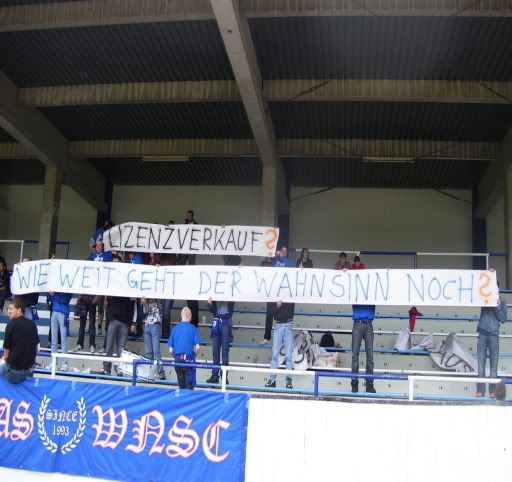 LIZENZVERKAUF?
WIE WEIT GEHT DER WAHNSINN NOCH?
AS SINCE 1993 WNSC